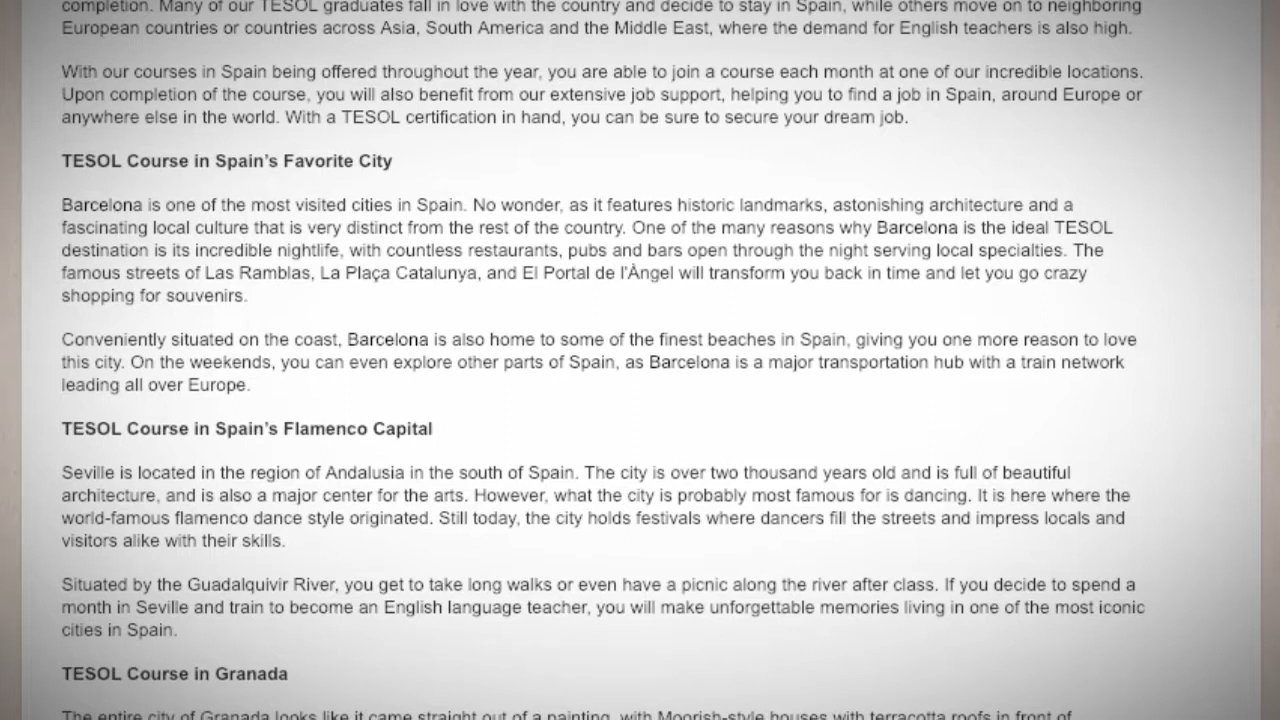 completion. Many of our TESOL graduates fall in love with the country and decide to stay in Spain, while others move on to neighboring
European countries or countries across Asia, South America and the Middle East, where the demand for English teachers is also high.
With our courses in Spain being offered throughout the year, you are able to join a course each month at one of our incredible locations.
Upon completion of the course, you will also benefit from our extensive job support, helping you to find a job in Spain, around Europe or
anywhere else in the world. With a TESOL certification in hand, you can be sure to secure your dream job.
TESOL Course in Spain’s Favorite City
Barcelona is one of the most visited cities in Spain. No wonder, as it features historic landmarks, astonishing architecture and a
fascinating local culture that is very distinct from the rest of the country. One of the many reasons why Barcelona is the ideal TESOL
destination is its incredible nightlife, with countless restaurants, pubs and bars open through the night serving local specialties. The
famous streets of Las Ramblas, La Plaça Catalunya, and El Portal de l'Àngel will transform you back in time and let you go crazy
shopping for souvenirs.
Conveniently situated on the coast, Barcelona is also home to some of the finest beaches in Spain, giving you one more reason to love
this city. On the weekends, you can even explore other parts of Spain, as Barcelona is a major transportation hub with a train network
leading all over Europe.
TESOL Course in Spain’s Flamenco Capital
Seville is located in the region of Andalusia in the south of Spain. The city is over two thousand years old and is full of beautiful
architecture, and is also a major center for the arts. However, what the city is probably most famous for is dancing. It is here where the
world-famous flamenco dance style originated. Still today, the city holds festivals where dancers fill the streets and impress locals and
visitors alike with their skills.
Situated by the Guadalquivir River, you get to take long walks or even have a picnic along the river after class. If you decide to spend a
month in Seville and train to become an English language teacher, you will make unforgettable memories living in one of the most iconic
cities in Spain.
TESOL Course in Granada
The entire city of Granada looks like it came straight out of a painting, with Moorish-style houses with terracotta roofs in front of